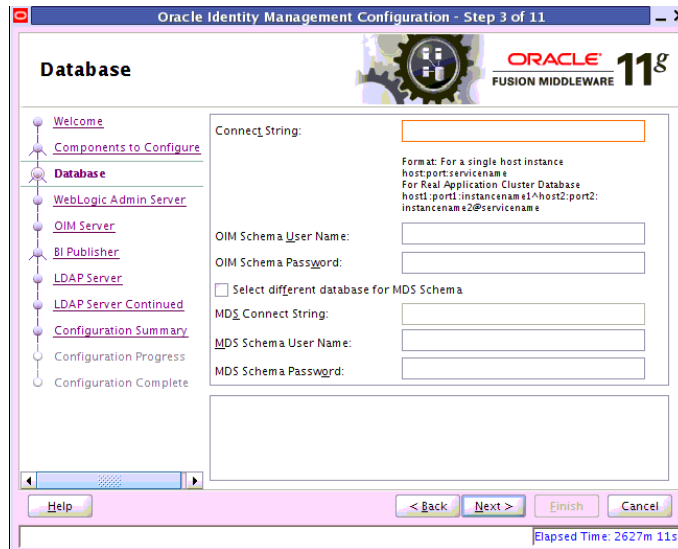 Oracle Identity Management Configuration - Step 3 of 11
Database
ORACLE
FUSION MIDDLEWARE 11g
Welcome
Components to Configure
Database
WebLogic Admin Server
OIM Server
BI Publisher
LDAP Server
LDAP Server Continued
Configuration Summary
Configuration Progress
Configuration Complete
Connect String:
Format: For a single host instance
host:port:servicename
For Real Application Cluster Database
host1:port1:instancename1^host2:port2:
instancename2@servicename
OIM Schema User Name:
OIM Schema Password:
Select different database for MDS Schema
MDS Connect String:
MDS Schema User Name:
MDS Schema Password:
Help
< Back
Next >
Finish
Cancel
Elapsed Time: 2627m 11s